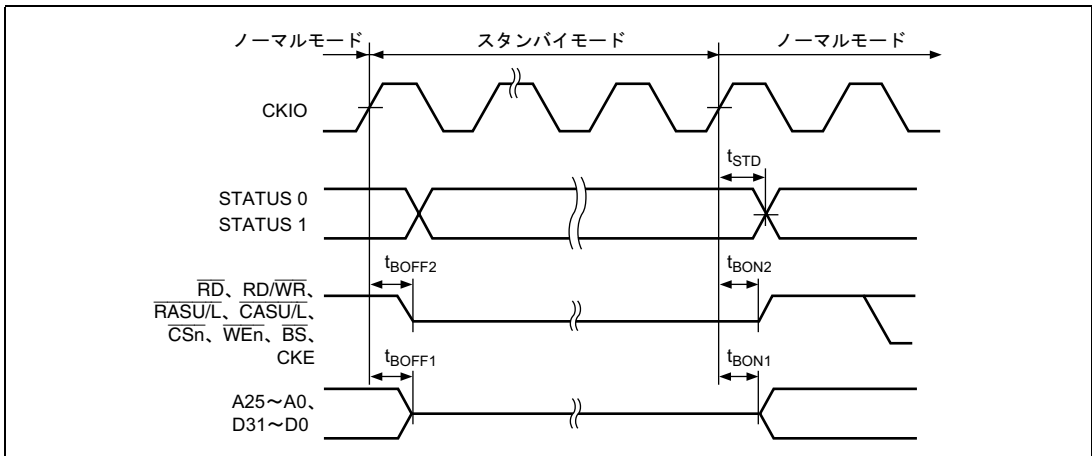 ノーマルモード スタンバイモード ノーマルモード
CKIO
tSTD
STATUS 0
STATUS 1
tBOFF2 tBON2
RD、RD/WR、
RASU/L、CASU/L、
CSn、WEn、BS、
CKE
tBOFF1 tBON1
A25～A0、
D31～D0